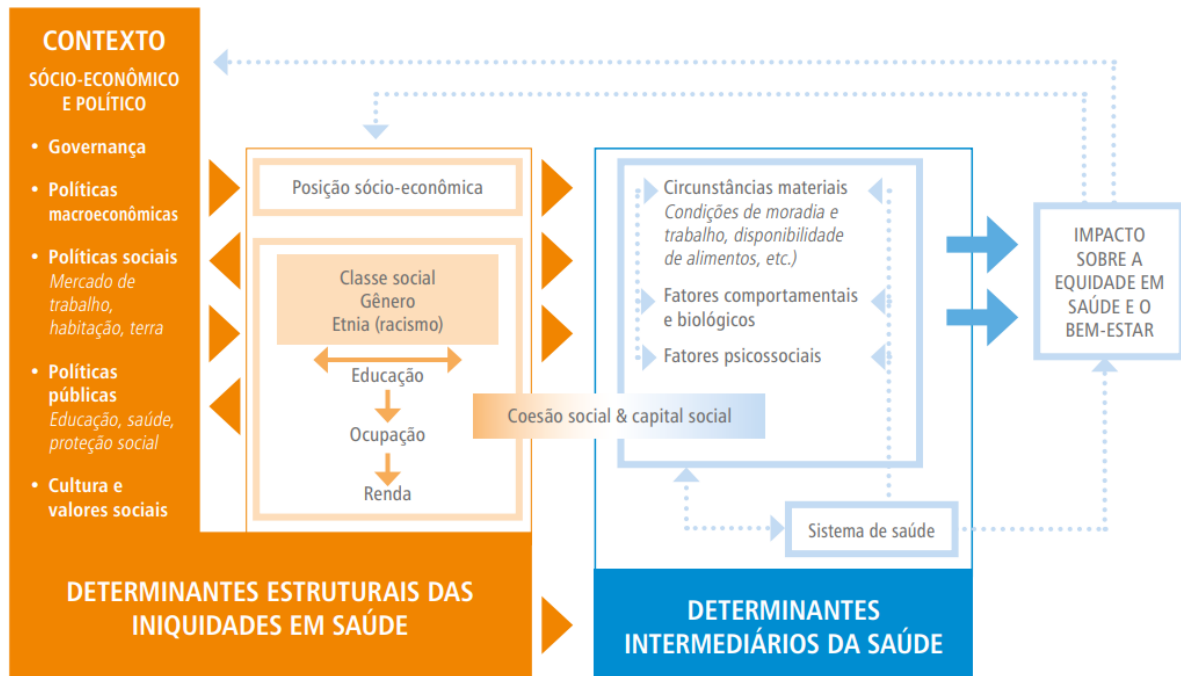 CONTEXTO
SÓCIO-ECONÔMICO
E POLÍTICO
• Governança
• Políticas
macroeconômicas
• Políticas sociais
Mercado de
trabalho,
habitação, terra
• Políticas
públicas
Educação, saúde,
proteção social
• Cultura e
valores sociais
Posição sócio-econômica
Classe social
Gênero
Etnia (racismo)
Educação
Ocupação
Renda
DETERMINANTES ESTRUTURAIS DAS
INIQUIDADES EM SAÚDE
Coesão social & capital social
Circunstâncias materiais
Condições de moradia e
trabalho, disponibilidade
de alimentos, etc.)
Fatores comportamentais
e biológicos
Fatores psicossociais
Sistema de saúde
DETERMINANTES
INTERMEDIÁRIOS DA SAÚDE
IMPACTO
SOBRE A
EQUIDADE EM
SAÚDE E O
BEM-ESTAR